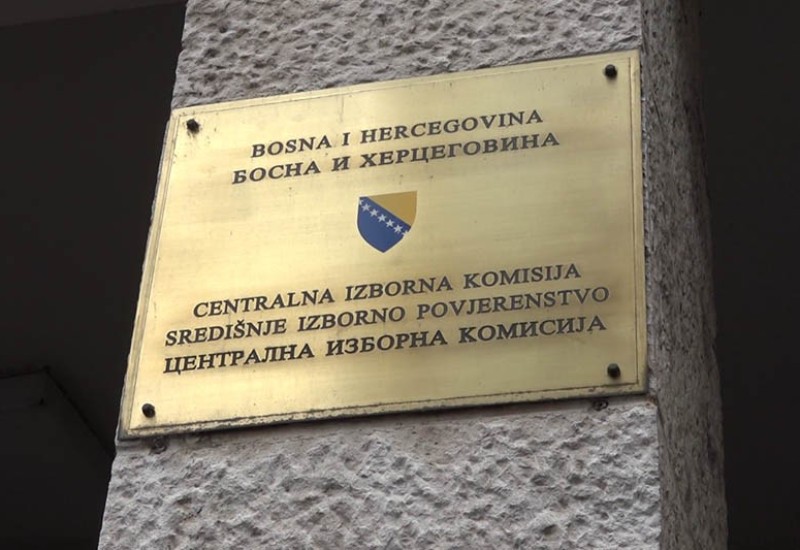 BOSNA I HERCEGOVINA
БОСНА И ХЕРЦЕГОВИНА
CENTRALNA IZBORNA KOMISIJA
SREDIŠNJE IZBORNO POVJERENSTVO
ЦЕНТРАЛНА ИЗБОРНА КОМИСИЈА